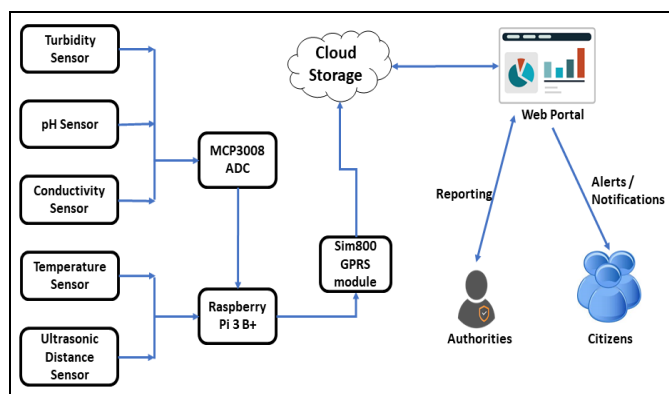 Turbidity
Sensor
pH Sensor
Conductivity
Sensor
Temperature
Sensor
Ultrasonic
Distance
Sensor
MCP3008
ADC
Raspberry
Pi 3 B+
Sim800
GPRS
module
Cloud
Storage
Web Portal
Reporting
Alerts /
Notifications
Authorities
Citizens